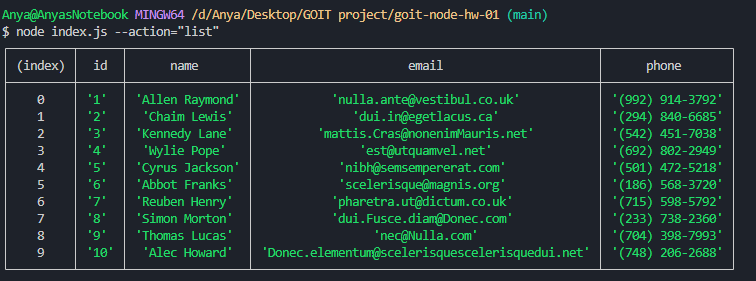 Anya@AnyasNotebook MINGW64 /d/Anya/Desktop/GOIT project/goit-node-hw-01 (main)
$ node index.js --action="list"
(index) id name email phone
0 '1' 'Allen Raymond' 'nulla.ante@vestibul.co.uk' '(992) 914-3792'
1 '2' 'Chaim Lewis' 'dui.in@egetlacus.ca' '(294) 840-6685'
2 '3' 'Kennedy Lane' 'mattis.Cras@nonenimMauris.net' '(542) 451-7038'
3 '4' 'Wylie Pope' 'est@utquamvel.net' '(692) 802-2949'
4 '5' 'Cyrus Jackson' 'nibh@semsempererat.com' '(501) 472-5218'
5 '6' 'Abbot Franks' 'scelerisque@magnis.org' '(186) 568-3720'
6 '7' 'Reuben Henry' 'pharetra.ut@dictum.co.uk' '(715) 598-5792'
7 '8' 'Simon Morton' 'dui.Fusce.diam@Donec.com' '(233) 738-2360'
8 '9' 'Thomas Lucas' 'nec@Nulla.com' '(704) 398-7993'
9 '10' 'Alec Howard' 'Donec.elementum@scelerisquescelerisquedui.net' '(748) 206-2688'